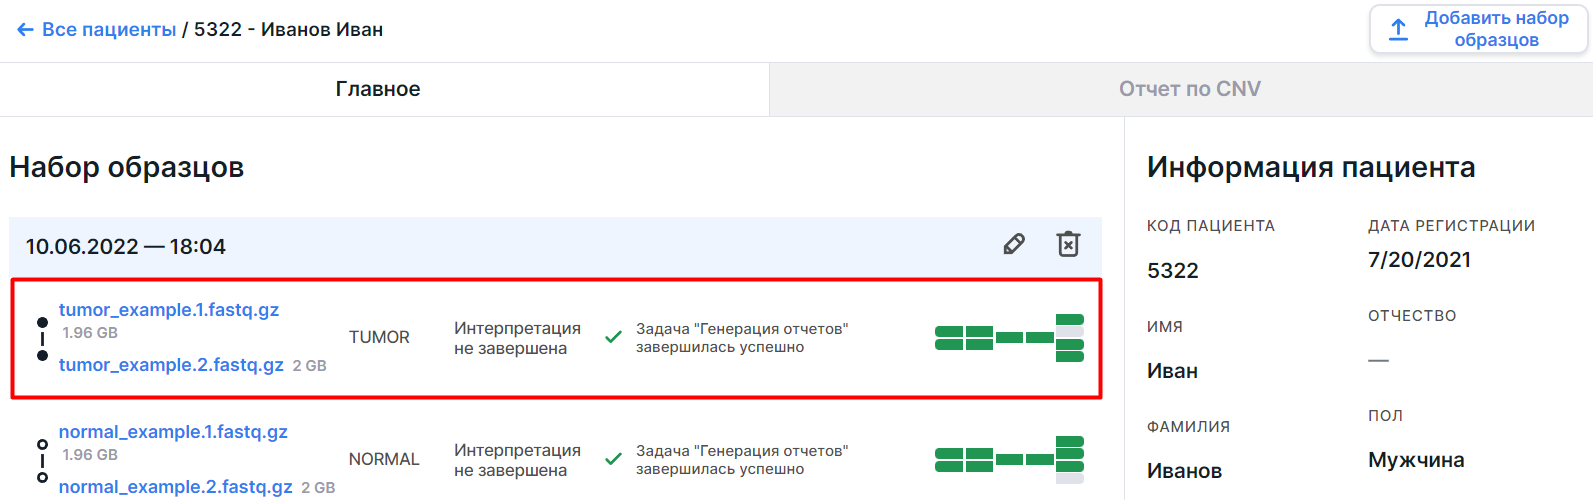 ← Все пациенты / 5322 - Иванов Иван
Добавить набор
образцов
Главное
Отчет по CNV
Набор образцов
10.06.2022 — 18:04
tumor_example.1.fastq.gz
1.96 GB
tumor_example.2.fastq.gz 2 GB
TUMOR
Интерпретация
не завершена
Задача "Генерация отчетов"
завершилась успешно
normal_example.1.fastq.gz
1.96 GB
normal_example.2.fastq.gz 2 GB
NORMAL
Интерпретация
не завершена
Задача "Генерация отчетов"
завершилась успешно
Информация пациента
КОД ПАЦИЕНТА
5322
ДАТА РЕГИСТРАЦИИ
7/20/2021
ИМЯ
Иван
ОТЧЕСТВО
—
ФАМИЛИЯ
Иванов
ПОЛ
Мужчина